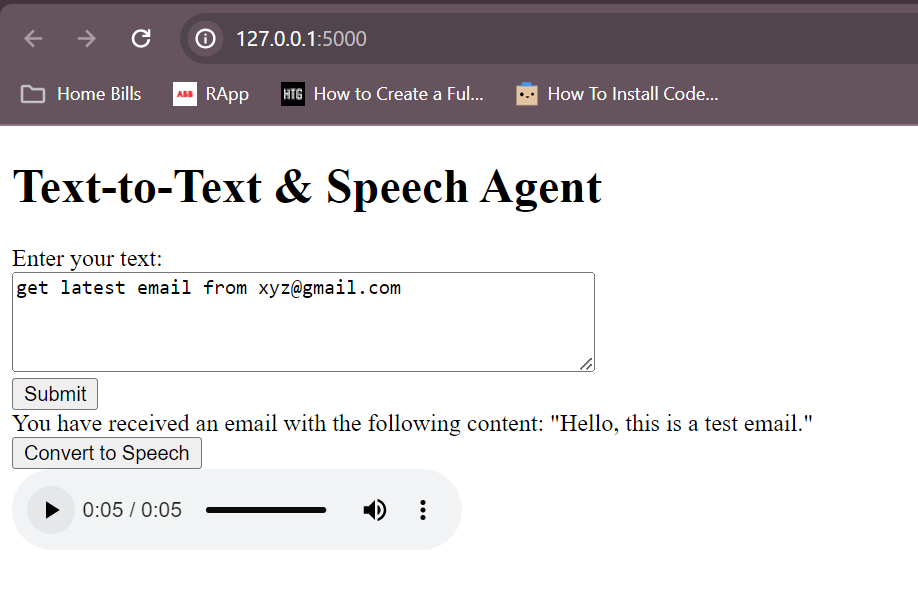 127.0.0.1:5000
Home Bills ABB RApp HTG How to Create a Ful... How To Install Code...
Text-to-Text & Speech Agent
Enter your text:
get latest email from xyz@gmail.com
Submit
You have received an email with the following content: "Hello, this is a test email."
Convert to Speech
0:05 / 0:05